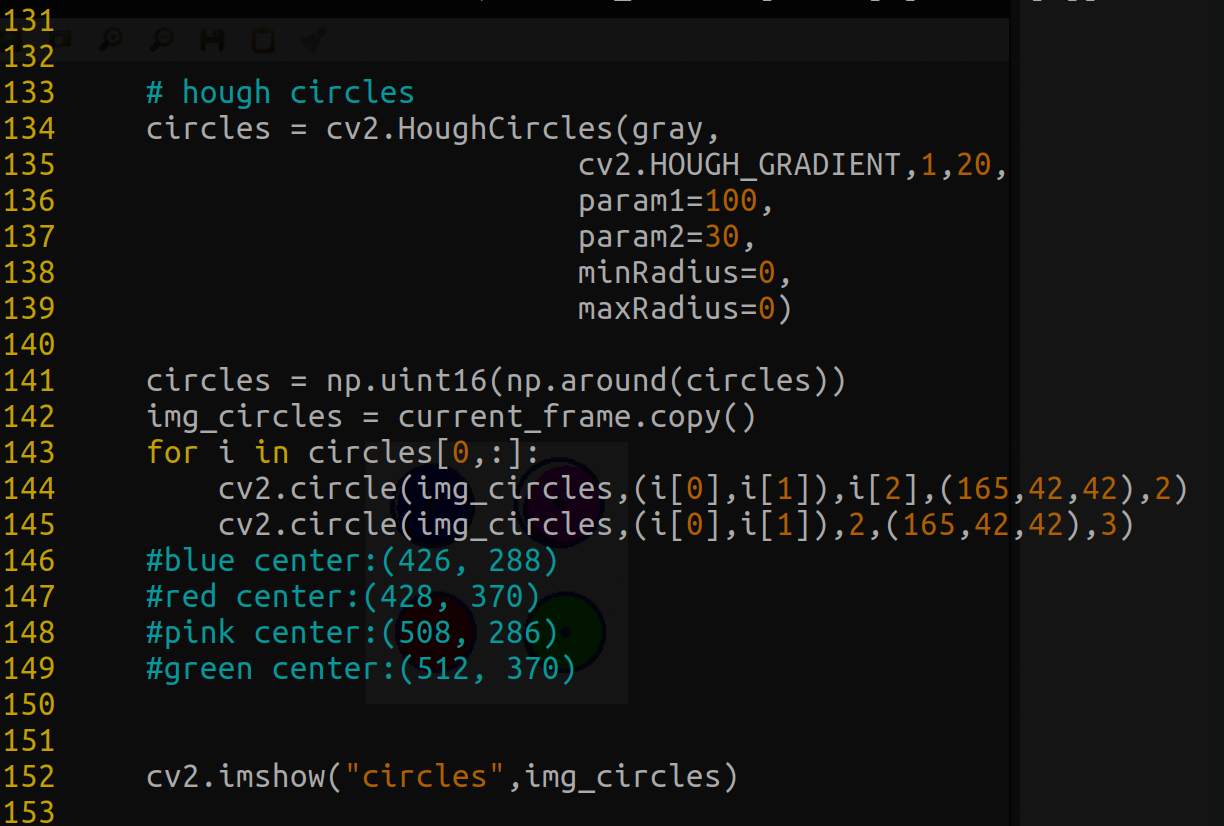 131
132
133 # hough circles
134 circles = cv2.HoughCircles(gray,
135 cv2.HOUGH_GRADIENT,1,20,
136 param1=100,
137 param2=30,
138 minRadius=0,
139 maxRadius=0)
140
141 circles = np.uint16(np.around(circles))
142 img_circles = current_frame.copy()
143 for i in circles[0,:]:
144 cv2.circle(img_circles,(i[0],i[1]),i[2],(165,42,42),2)
145 cv2.circle(img_circles,(i[0],i[1]),2,(165,42,42),3)
146 #blue center:(426, 288)
147 #red center:(428, 370)
148 #pink center:(508, 286)
149 #green center:(512, 370)
150
151
152 cv2.imshow("circles",img_circles)
153